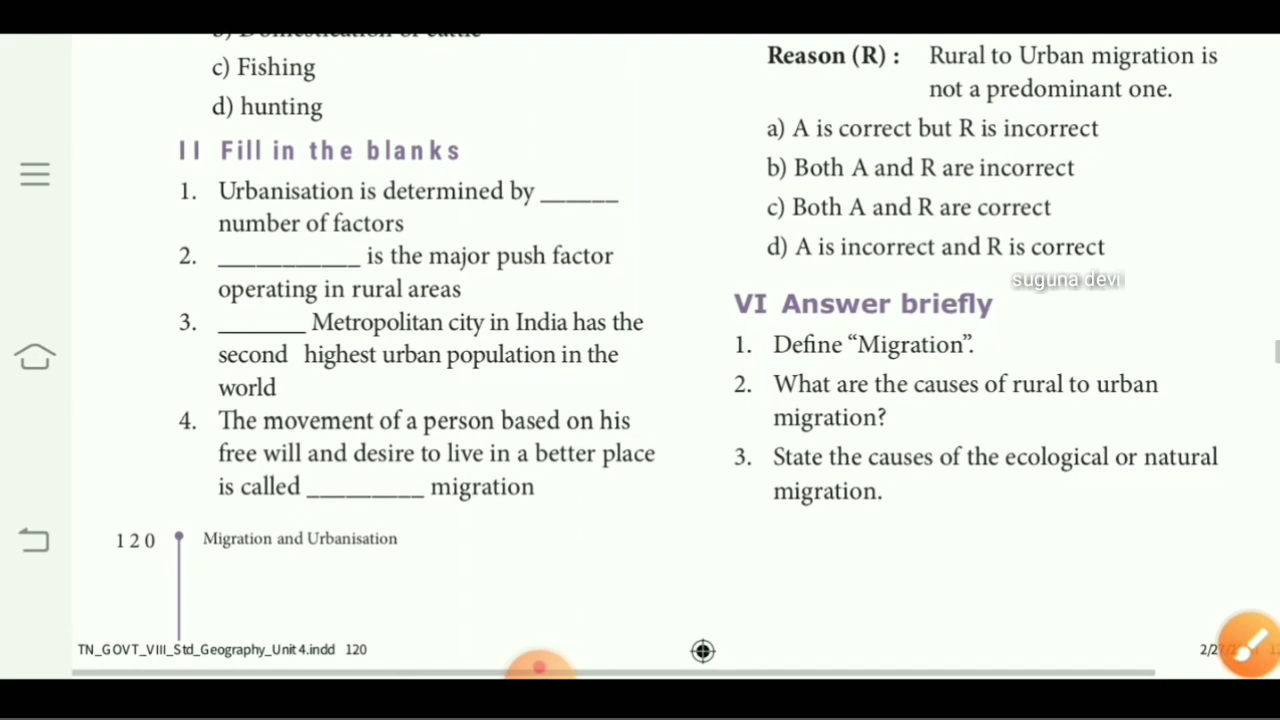 c) Fishing
d) hunting
II Fill in the blanks
1. Urbanisation is determined by ______
number of factors
2. ___________ is the major push factor
operating in rural areas
3. _______ Metropolitan city in India has the
second highest urban population in the
world
4. The movement of a person based on his
free will and desire to live in a better place
is called _________ migration
120 Migration and Urbanisation
TN_GOVT_VIII_Std_Geography_Unit 4.indd 120
Reason (R) : Rural to Urban migration is
not a predominant one.
a) A is correct but R is incorrect
b) Both A and R are incorrect
c) Both A and R are correct
d) A is incorrect and R is correct
suguna devi
VI Answer briefly
1. Define “Migration”.
2. What are the causes of rural to urban
migration?
3. State the causes of the ecological or natural
migration.